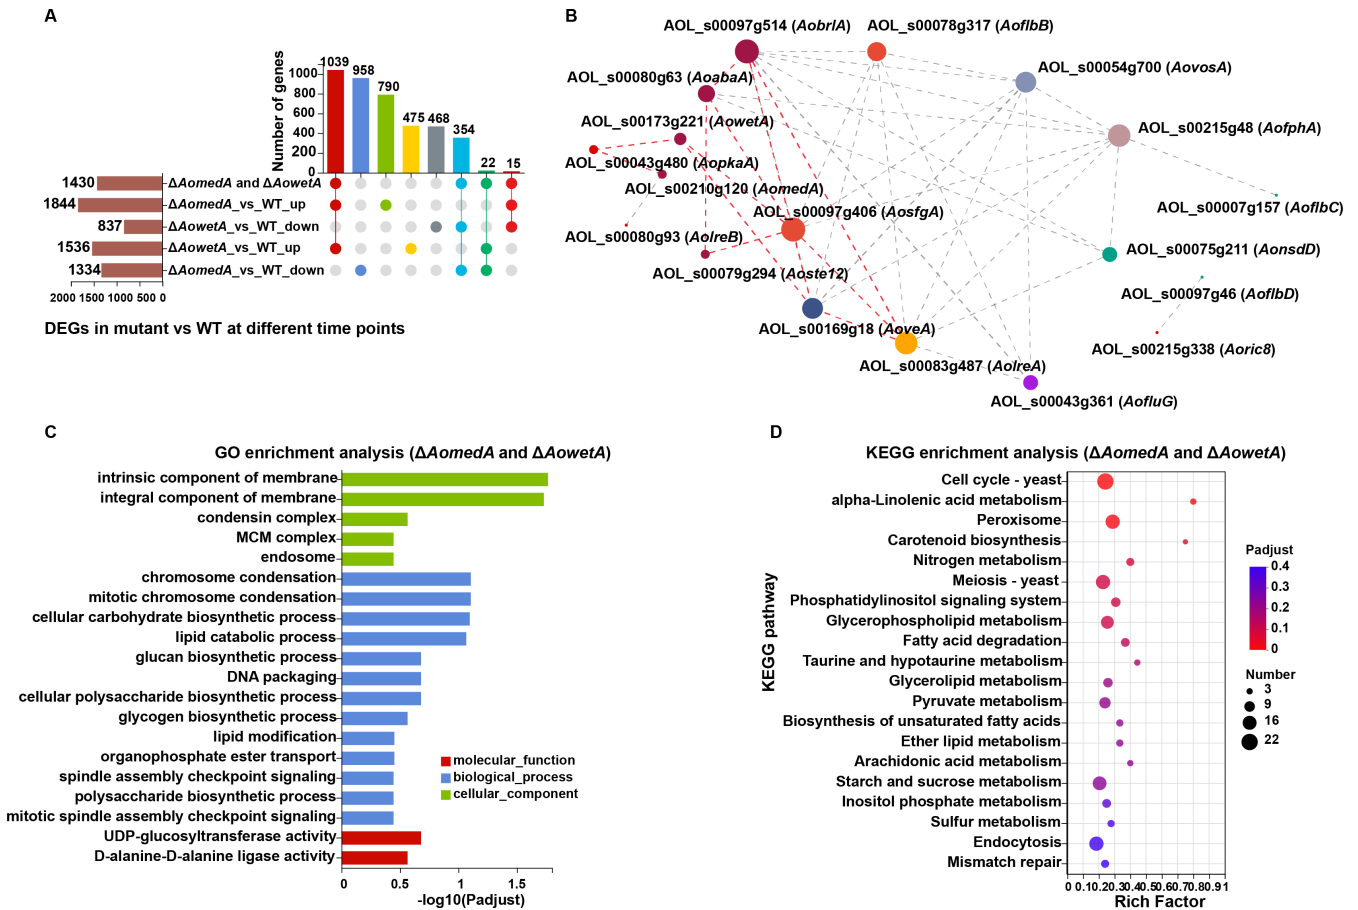 A
Number of genes
1000
800
600
400
200
0
1039
958
790
475
468
354
22
15
1430
1844
837
1536
1334
ΔAomedA and ΔAowetA
ΔAomedA_vs_WT_up
ΔAowetA_vs_WT_down
ΔAowetA_vs_WT_up
ΔAomedA_vs_WT_down
2000 1500 1000 500 0
DEGs in mutant vs WT at different time points
B
AOL_s00097g514 (AobrlA)
AOL_s00078g317 (AoflbB)
AOL_s00054g700 (AovosA)
AOL_s00080g63 (AoabaA)
AOL_s00173g221 (AowetA)
AOL_s00215g48 (AofphA)
AOL_s00043g480 (AopkaA)
AOL_s00210g120 (AomedA)
AOL_s00097g406 (AosfgA)
AOL_s00007g157 (AoflbC)
AOL_s00080g93 (AolreB)
AOL_s00075g211 (AonsdD)
AOL_s00079g294 (Aoste12)
AOL_s00097g46 (AoflbD)
AOL_s00169g18 (AoveA)
AOL_s00215g338 (Aoric8)
AOL_s00083g487 (AolreA)
AOL_s00043g361 (AofluG)
C
GO enrichment analysis (ΔAomedA and ΔAowetA)
intrinsic component of membrane
integral component of membrane
condensin complex
MCM complex
endosome
chromosome condensation
mitotic chromosome condensation
cellular carbohydrate biosynthetic process
lipid catabolic process
glucan biosynthetic process
DNA packaging
cellular polysaccharide biosynthetic process
glycogen biosynthetic process
lipid modification
organophosphate ester transport
spindle assembly checkpoint signaling
polysaccharide biosynthetic process
mitotic spindle assembly checkpoint signaling
UDP-glucosyltransferase activity
D-alanine-D-alanine ligase activity
molecular_function
biological_process
cellular_component
0 0.5 1 1.5
-log10(Padjust)
D
KEGG enrichment analysis (ΔAomedA and ΔAowetA)
KEGG pathway
Cell cycle - yeast
alpha-Linolenic acid metabolism
Peroxisome
Carotenoid biosynthesis
Nitrogen metabolism
Meiosis - yeast
Phosphatidylinositol signaling system
Glycerophospholipid metabolism
Fatty acid degradation
Taurine and hypotaurine metabolism
Glycerolipid metabolism
Pyruvate metabolism
Biosynthesis of unsaturated fatty acids
Ether lipid metabolism
Arachidonic acid metabolism
Starch and sucrose metabolism
Inositol phosphate metabolism
Sulfur metabolism
Endocytosis
Mismatch repair
0 0.10.20.30.40.50.60.70.80.9 1
Rich Factor
Padjust
0.4
0.3
0.2
0.1
0
Number
3
9
16
22